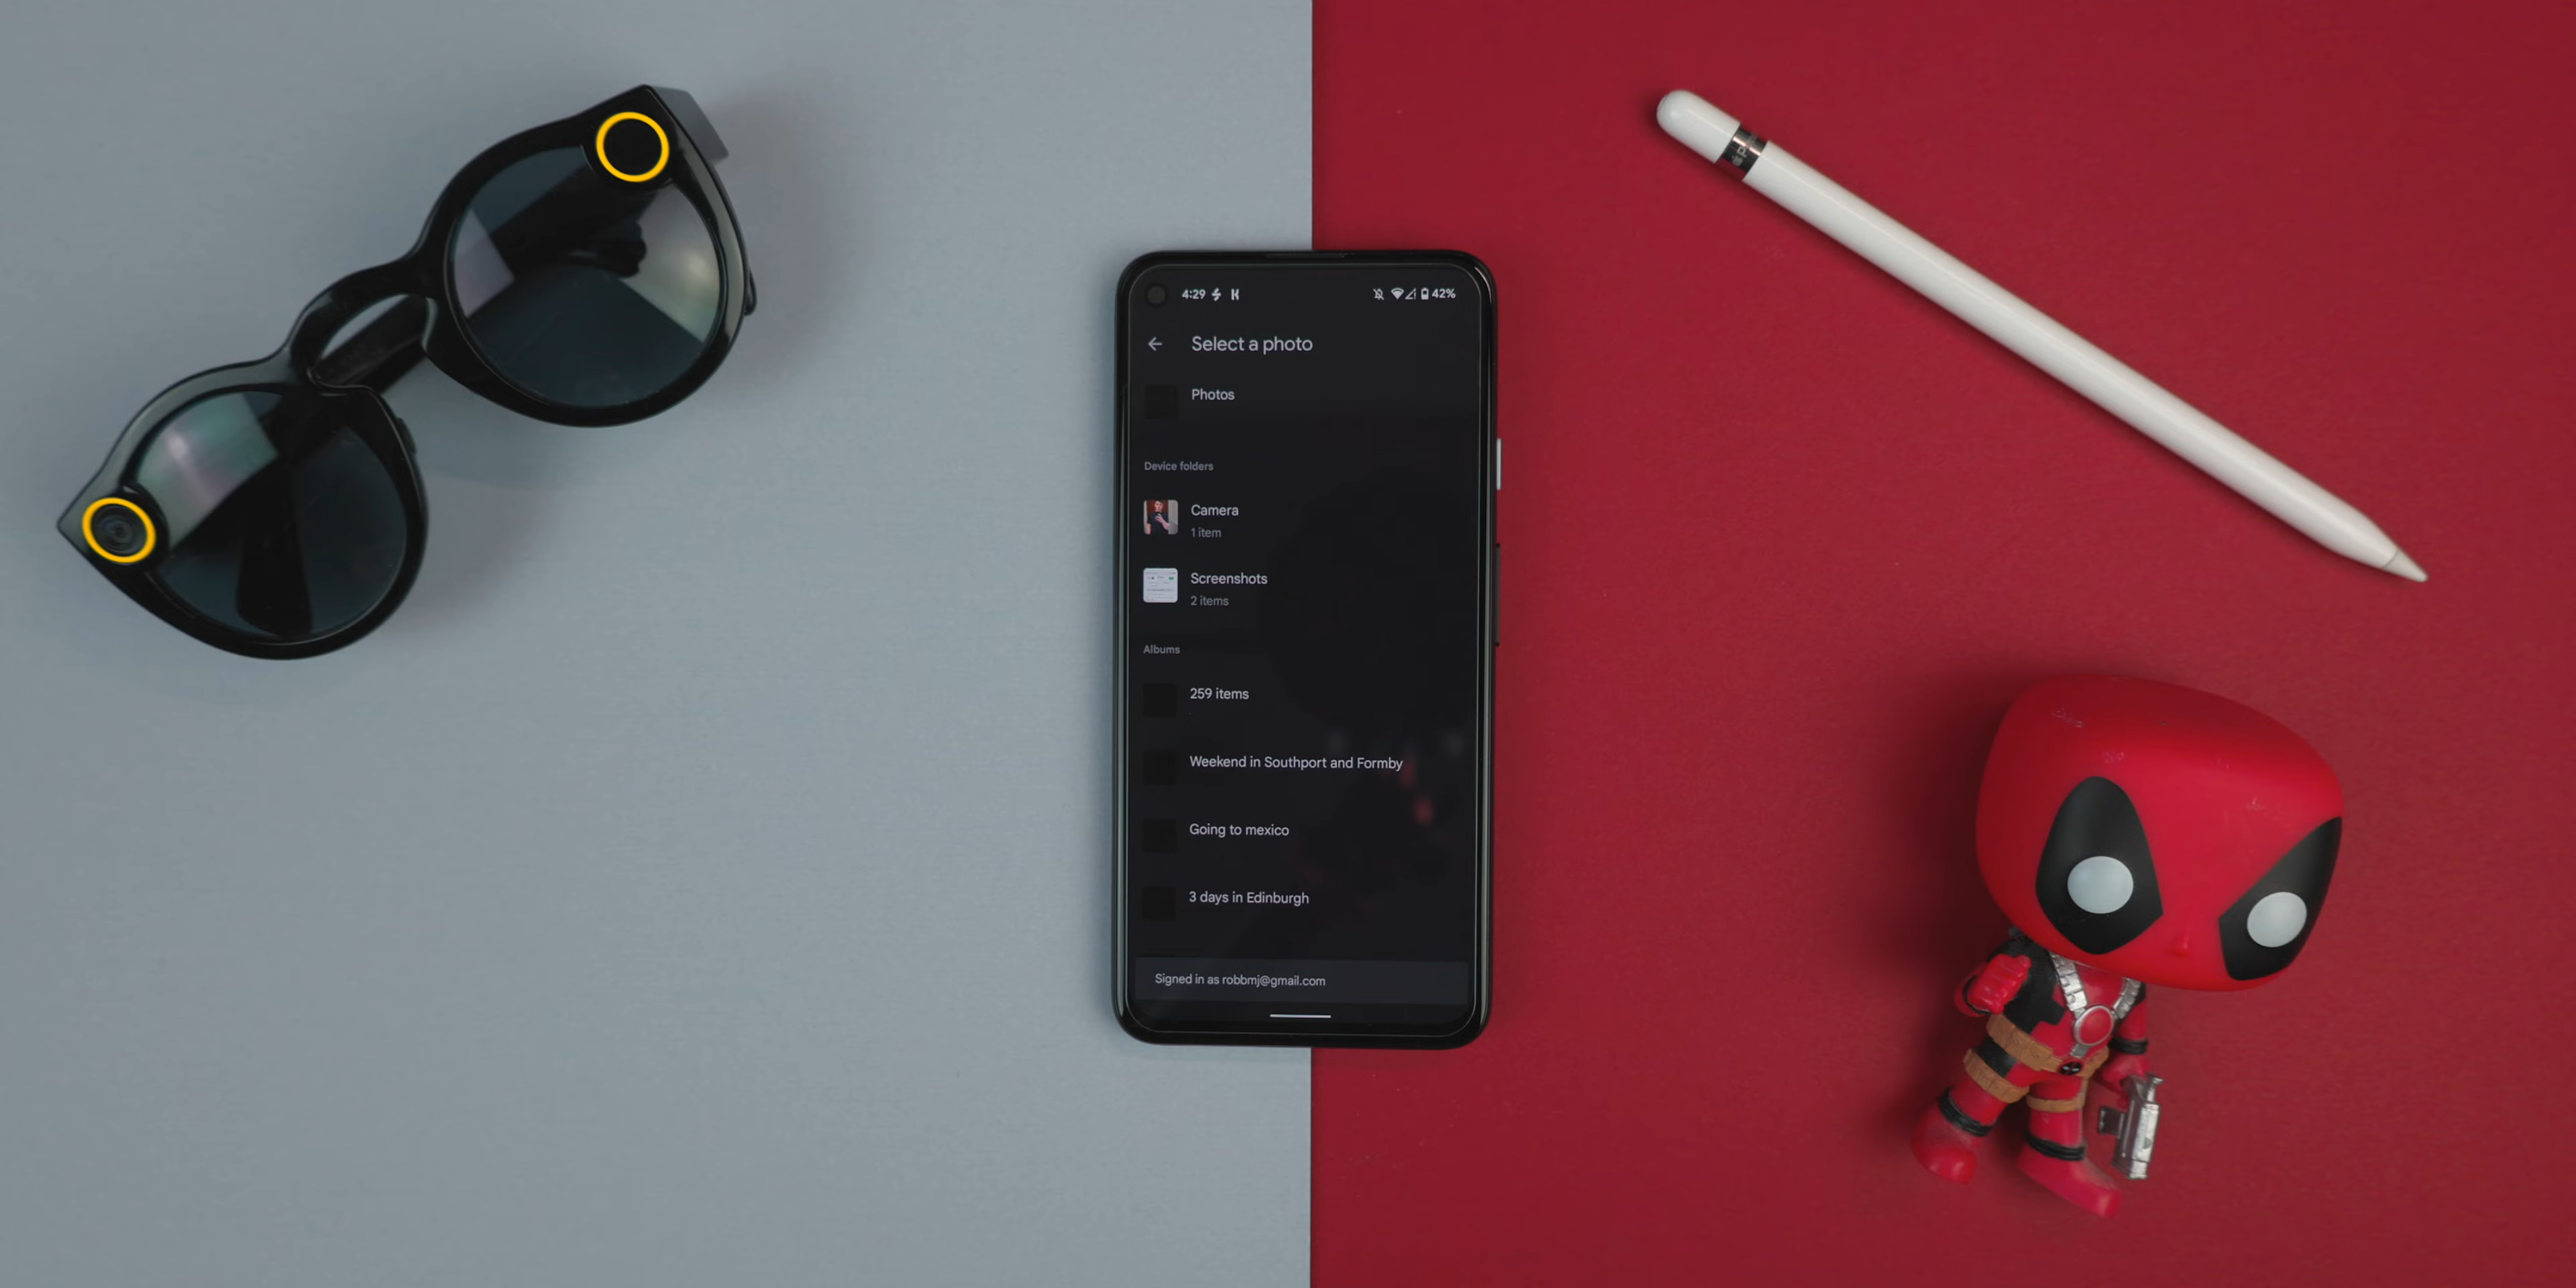 4:29
42%
Select a photo
Photos
Device folders
Camera
1 item
Screenshots
2 items
Albums
259 items
Weekend in Southport and Formby
Going to mexico
3 days in Edinburgh
Signed in as robbmj@gmail.com